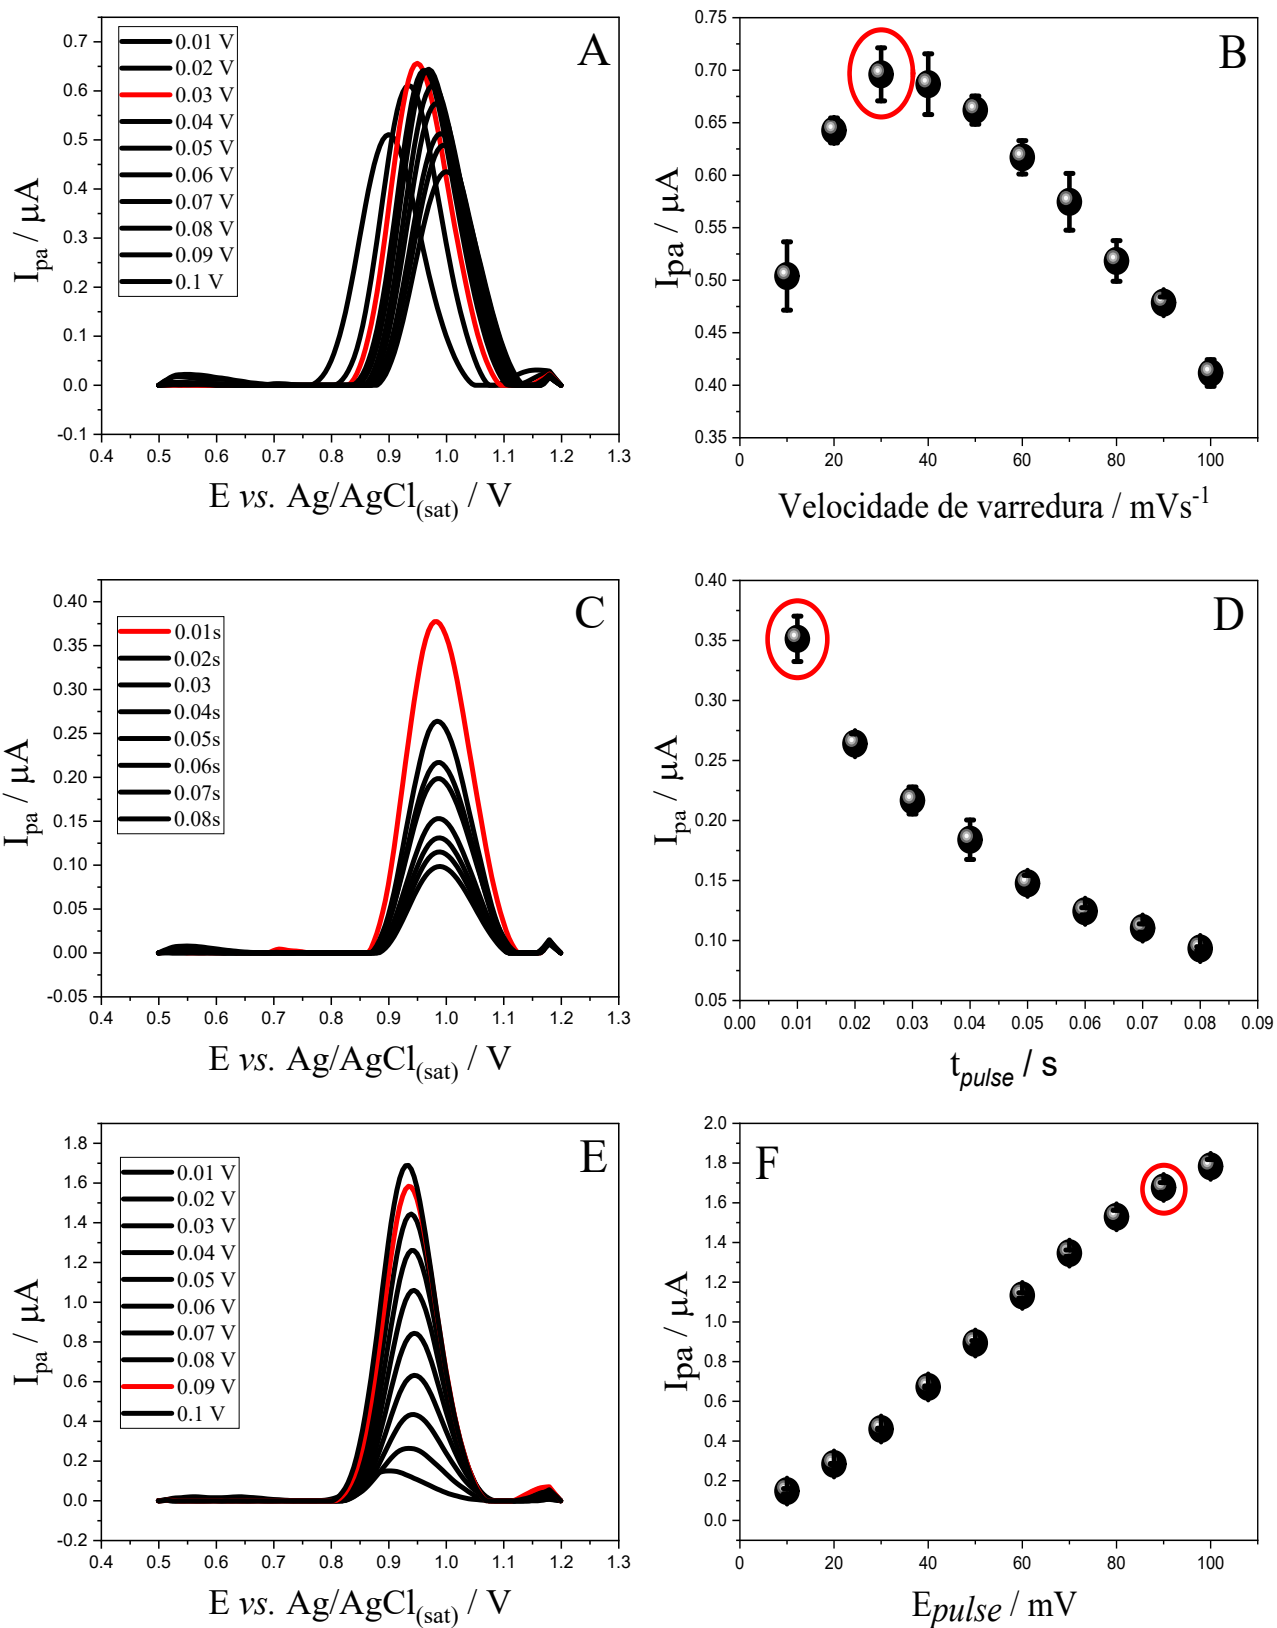 A
0.01 V
0.02 V
0.03 V
0.04 V
0.05 V
0.06 V
0.07 V
0.08 V
0.09 V
0.1 V
0.7
0.6
0.5
0.4
0.3
0.2
0.1
0.0
-0.1
I_pa / µA
0.4 0.5 0.6 0.7 0.8 0.9 1.0 1.1 1.2 1.3
E vs. Ag/AgCl(sat) / V
B
0.75
0.70
0.65
0.60
0.55
0.50
0.45
0.40
0.35
Ipa / µA
0 20 40 60 80 100
Velocidade de varredura / mVs⁻¹
C
0.01s
0.02s
0.03
0.04s
0.05s
0.06s
0.07s
0.08s
0.40
0.35
0.30
0.25
0.20
0.15
0.10
0.05
0.00
-0.05
I_pa / µA
0.4 0.5 0.6 0.7 0.8 0.9 1.0 1.1 1.2 1.3
E vs. Ag/AgCl(sat) / V
D
0.40
0.35
0.30
0.25
0.20
0.15
0.10
0.05
I_pa / µA
0.00 0.01 0.02 0.03 0.04 0.05 0.06 0.07 0.08 0.09
t_pulse / s
E
0.01 V
0.02 V
0.03 V
0.04 V
0.05 V
0.06 V
0.07 V
0.08 V
0.09 V
0.1 V
1.8
1.6
1.4
1.2
1.0
0.8
0.6
0.4
0.2
0.0
-0.2
I_pa / µA
0.4 0.5 0.6 0.7 0.8 0.9 1.0 1.1 1.2 1.3
E vs. Ag/AgCl(sat) / V
F
2.0
1.8
1.6
1.4
1.2
1.0
0.8
0.6
0.4
0.2
0.0
Ipa / µA
0 20 40 60 80 100
Epulse / mV